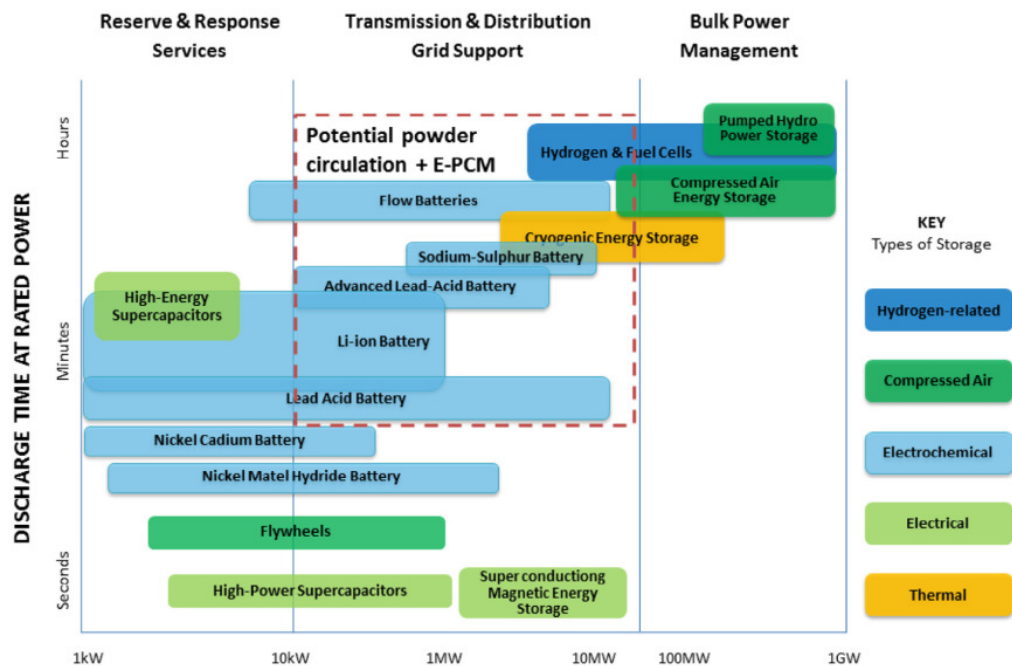 Reserve & Response
Services
Transmission & Distribution
Grid Support
Bulk Power
Management
DISCHARGE TIME AT RATED POWER
Hours
Minutes
Seconds
Potential powder
circulation + E-PCM
Pumped Hydro
Power Storage
Hydrogen & Fuel Cells
Compressed Air
Energy Storage
Flow Batteries
Cryogenic Energy Storage
Sodium-Sulphur Battery
Advanced Lead-Acid Battery
High-Energy
Supercapacitors
Li-ion Battery
Lead Acid Battery
Nickel Cadium Battery
Nickel Matel Hydride Battery
Flywheels
High-Power Supercapacitors
Super conductiong
Magnetic Energy
Storage
1kW
10kW
1MW
10MW
100MW
1GW
KEY
Types of Storage
Hydrogen-related
Compressed Air
Electrochemical
Electrical
Thermal